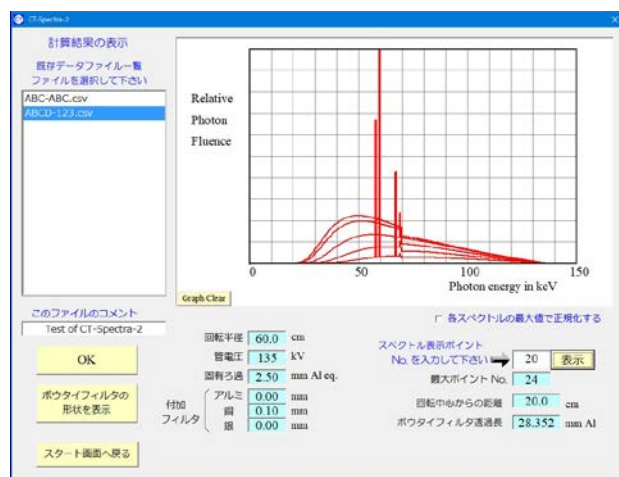 CT-Spectra-2
計算結果の表示
既存データファイル一覧
ファイルを選択して下さい
ABC-ABC.csv
ABCD-123.csv
Relative
Photon
Fluence
0
50
100
150
Photon energy in keV
Graph Clear
このファイルのコメント
Test of CT-Spectra-2
OK
ボウタイフィルタの
形状を表示
スタート画面へ戻る
回転半径 60.0 cm
管電圧 135 kV
固有ろ過 2.50 mm Al eq.
付加
フィルタ
アルミ 0.00 mm
銅 0.10 mm
銀 0.00 mm
各スペクトルの最大値で正規化する
スペクトル表示ポイント
No. を入力して下さい 20 表示
最大ポイント No. 24
回転中心からの距離 20.0 cm
ボウタイフィルタ透過長 28.352 mm Al